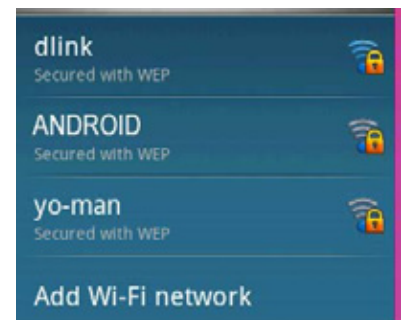 dlink
Secured with WEP
ANDROID
Secured with WEP
yo-man
Secured with WEP
Add Wi-Fi network